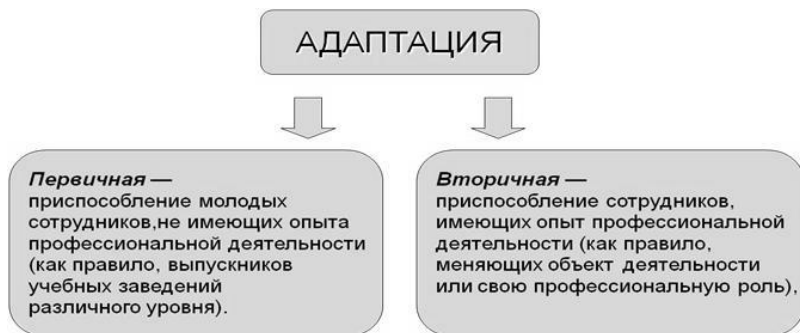 АДАПТАЦИЯ
Первичная —
приспособление молодых
сотрудников,не имеющих опыта
профессиональной деятельности
(как правило, выпускников
учебных заведений
различного уровня).
Вторичная —
приспособление сотрудников,
имеющих опыт профессиональной
деятельности (как правило,
меняющих объект деятельности
или свою профессиональную роль),